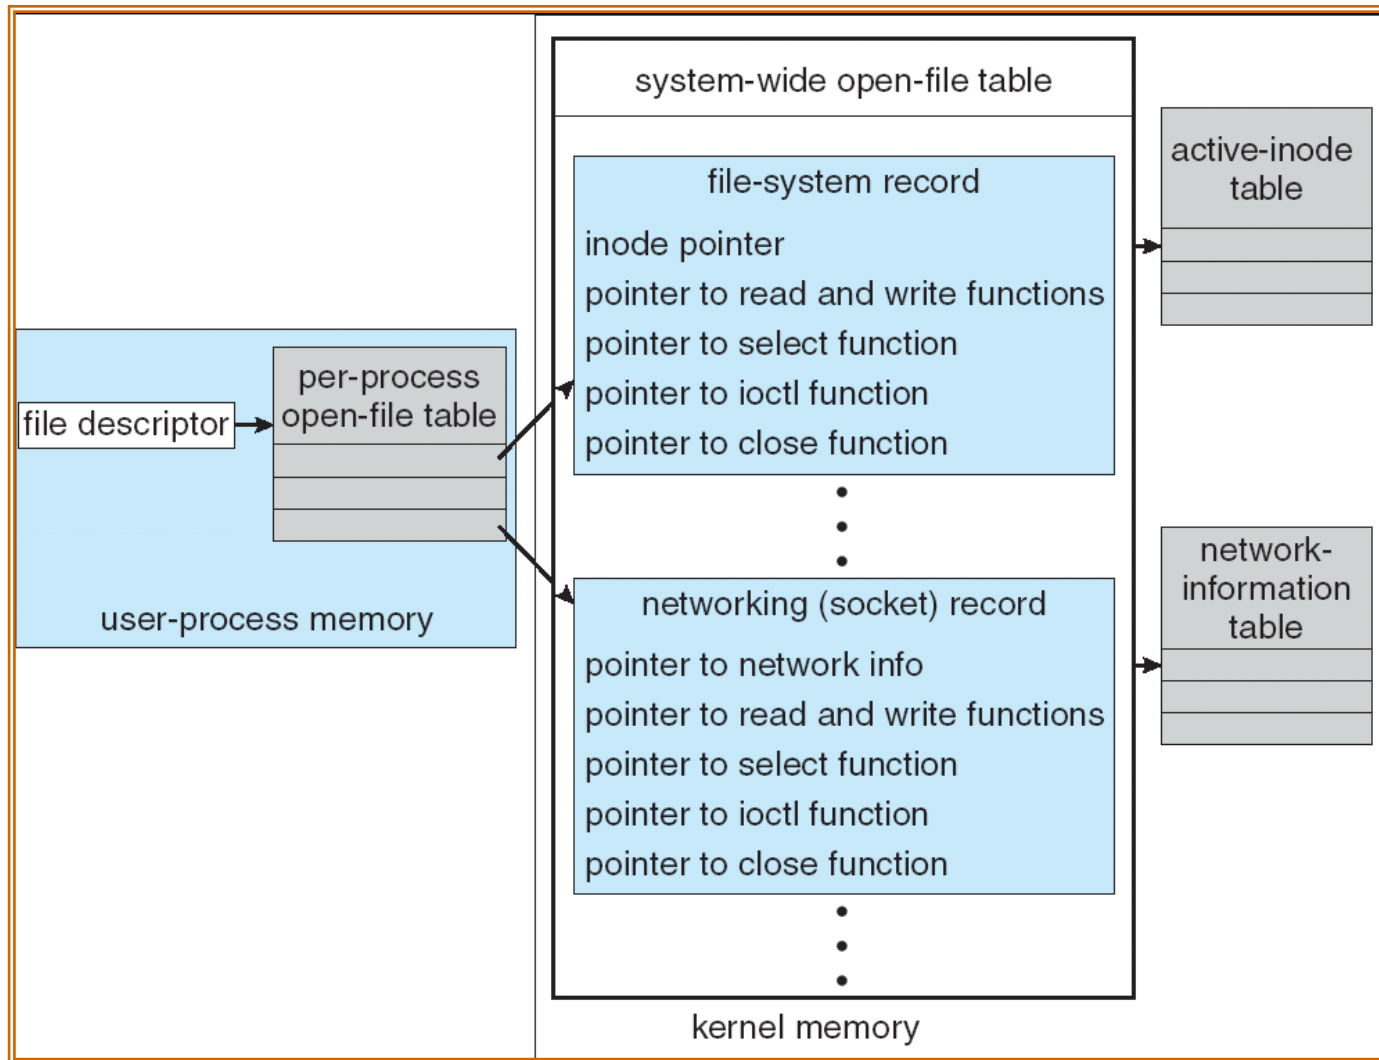 system-wide open-file table
file-system record
inode pointer
pointer to read and write functions
pointer to select function
pointer to ioctl function
pointer to close function
active-inode
table
file descriptor
per-process
open-file table
user-process memory
networking (socket) record
pointer to network info
pointer to read and write functions
pointer to select function
pointer to ioctl function
pointer to close function
network-
information
table
kernel memory